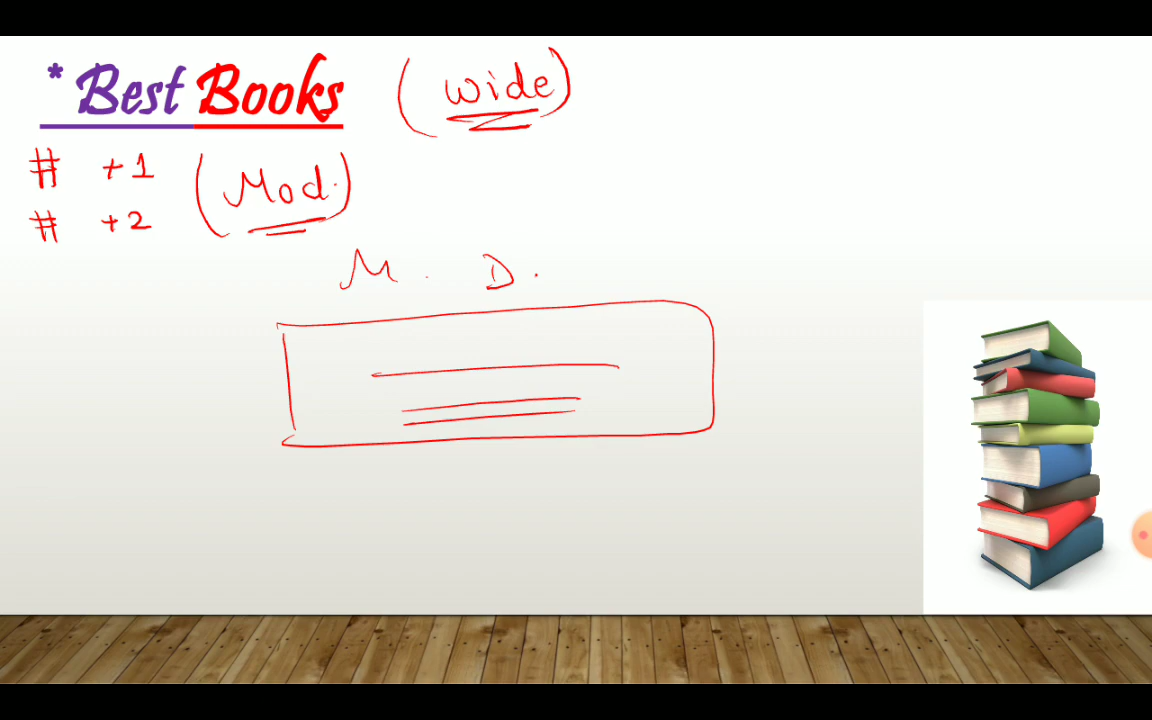 * Best Books (wide)
# +1 (Mod.)
# +2
M. D.